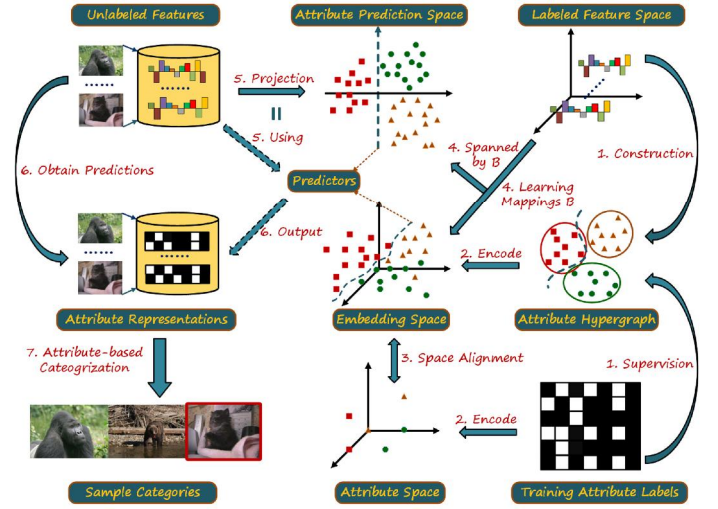 Unlabeled Features
Attribute Prediction Space
Labeled Feature Space
5. Projection
5. Using
4. Spanned
by B
1. Construction
6. Obtain Predictions
Predictors
4. Learning
Mappings B
6. Output
2. Encode
Attribute Representations
Embedding Space
Attribute Hypergraph
7. Attribute-based
Cateogrization
3. Space Alignment
1. Supervision
2. Encode
Sample Categories
Attribute Space
Training Attribute Labels